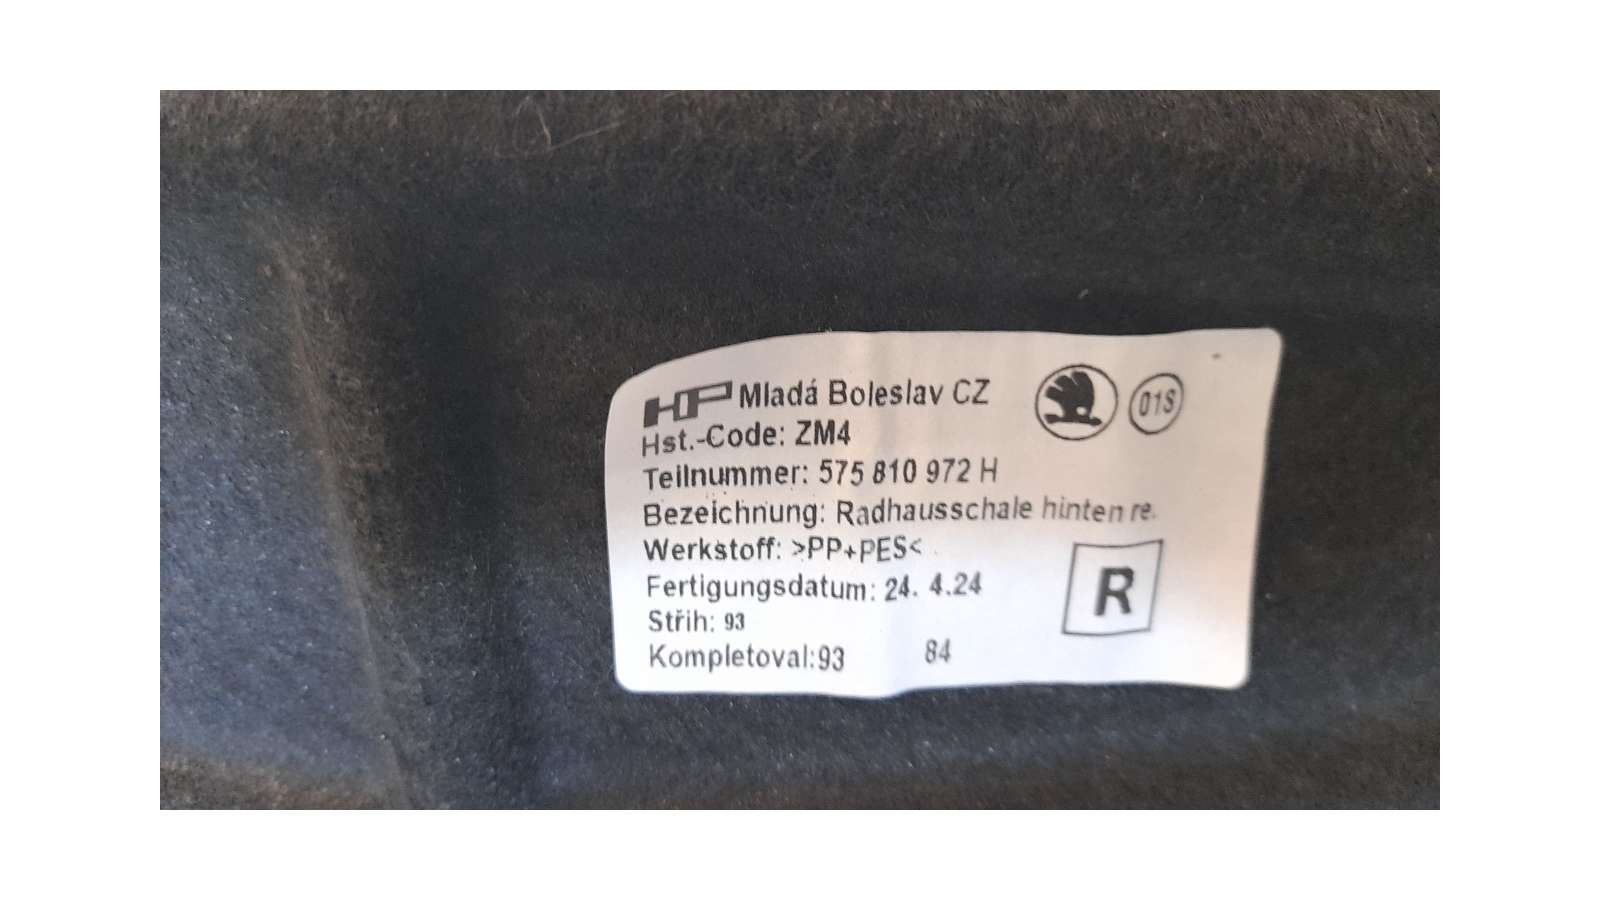 HP Mladá Boleslav CZ
01S
Hst.-Code: ZM4
Teilnummer: 575 810 972 H
Bezeichnung: Radhausschale hinten re.
Werkstoff: >PP+PES<
Fertigungsdatum: 24. 4.24
R
Střih: 93
Kompletoval:93 84